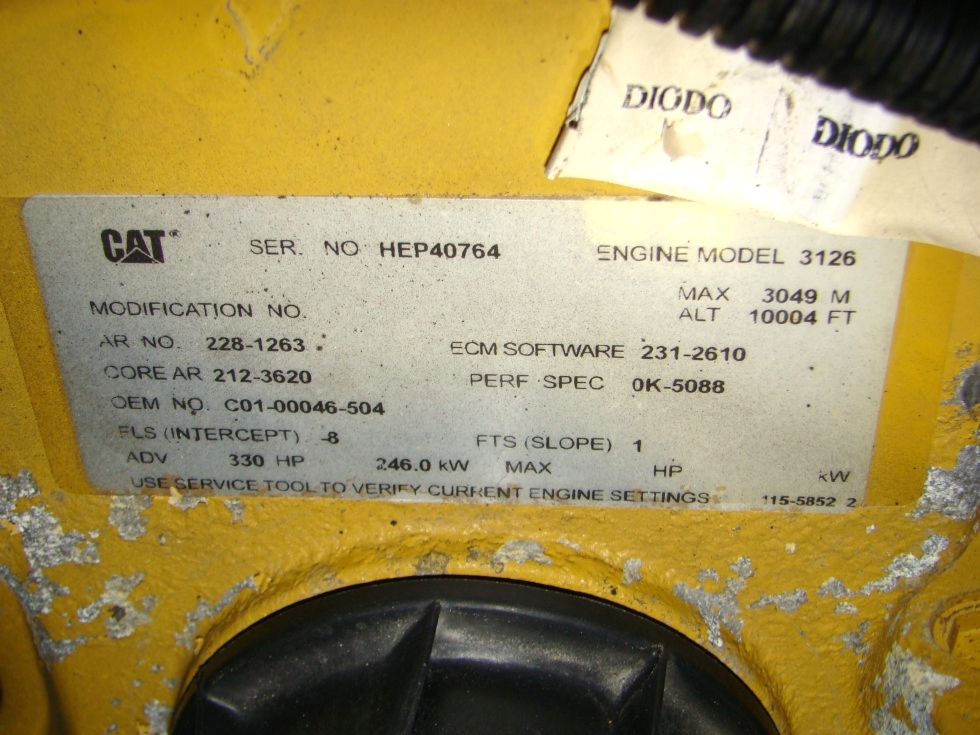 DIODO DIODO
CAT® SER. NO HEP40764 ENGINE MODEL 3126
MAX 3049 M
MODIFICATION NO. ALT 10004 FT
AR NO. 228-1263 ECM SOFTWARE 231-2610
CORE AR 212-3620 PERF SPEC 0K-5088
OEM NO. C01-00046-504
FLS (INTERCEPT) -8 FTS (SLOPE) 1
ADV 330 HP 246.0 kW MAX HP kW
USE SERVICE TOOL TO VERIFY CURRENT ENGINE SETTINGS 115-5852 2